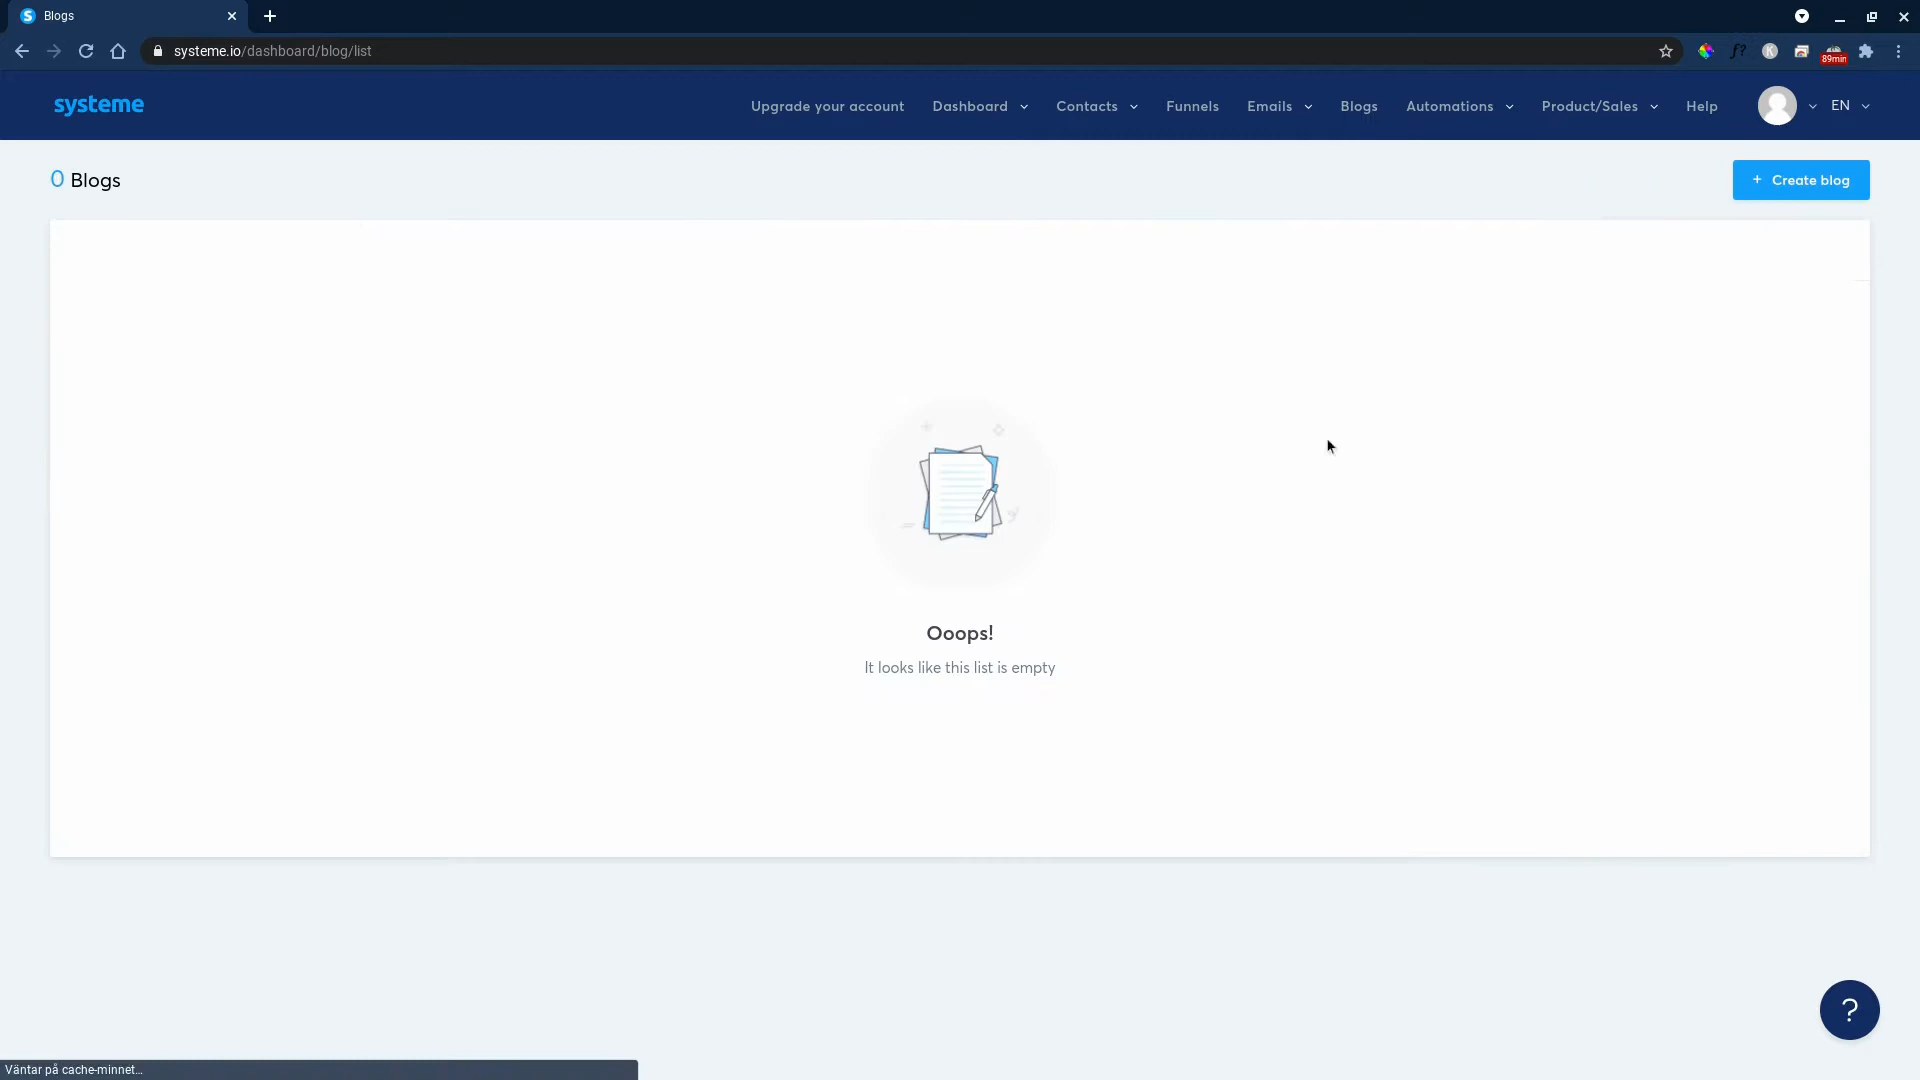 Blogs
systeme.io/dashboard/blog/list
f?
K
89min
systeme
Upgrade your account Dashboard Contacts Funnels Emails Blogs Automations Product/Sales Help EN
0 Blogs
+ Create blog
Ooops!
It looks like this list is empty
?
Väntar på cache-minnet...